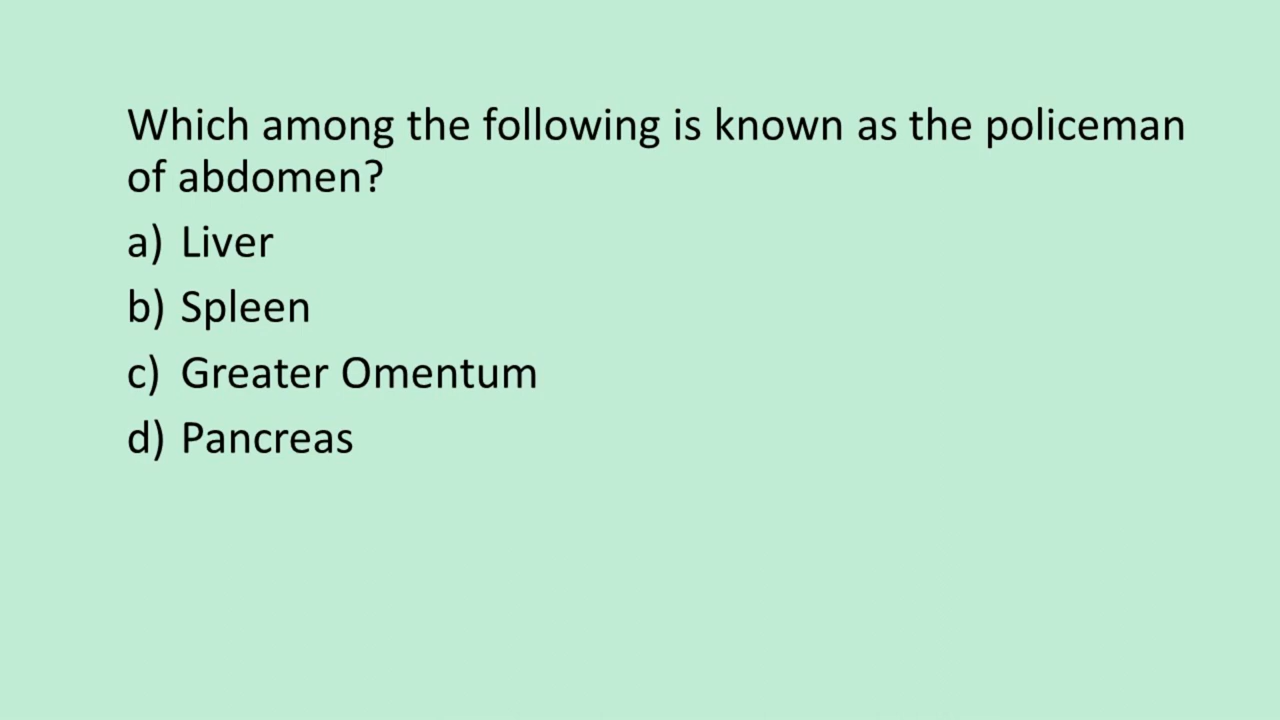 Which among the following is known as the policeman
of abdomen?
a) Liver
b) Spleen
c) Greater Omentum
d) Pancreas